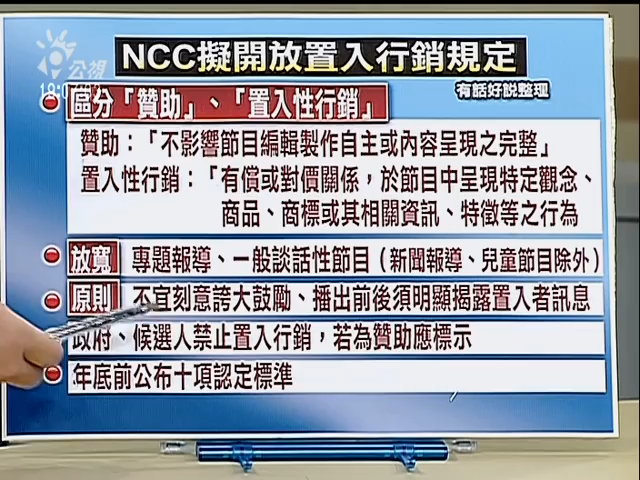 公視
NCC擬開放置入行銷規定
有話好說整理
區分「贊助」、「置入性行銷」
贊助：「不影響節目編輯製作自主或內容呈現之完整」
置入性行銷：「有償或對價關係，於節目中呈現特定觀念、
商品、商標或其相關資訊、特徵等之行為
放寬 專題報導、一般談話性節目（新聞報導、兒童節目除外）
原則 不宜刻意誇大鼓勵、播出前後須明顯揭露置入者訊息
政府、候選人禁止置入行銷，若為贊助應標示
年底前公布十項認定標準